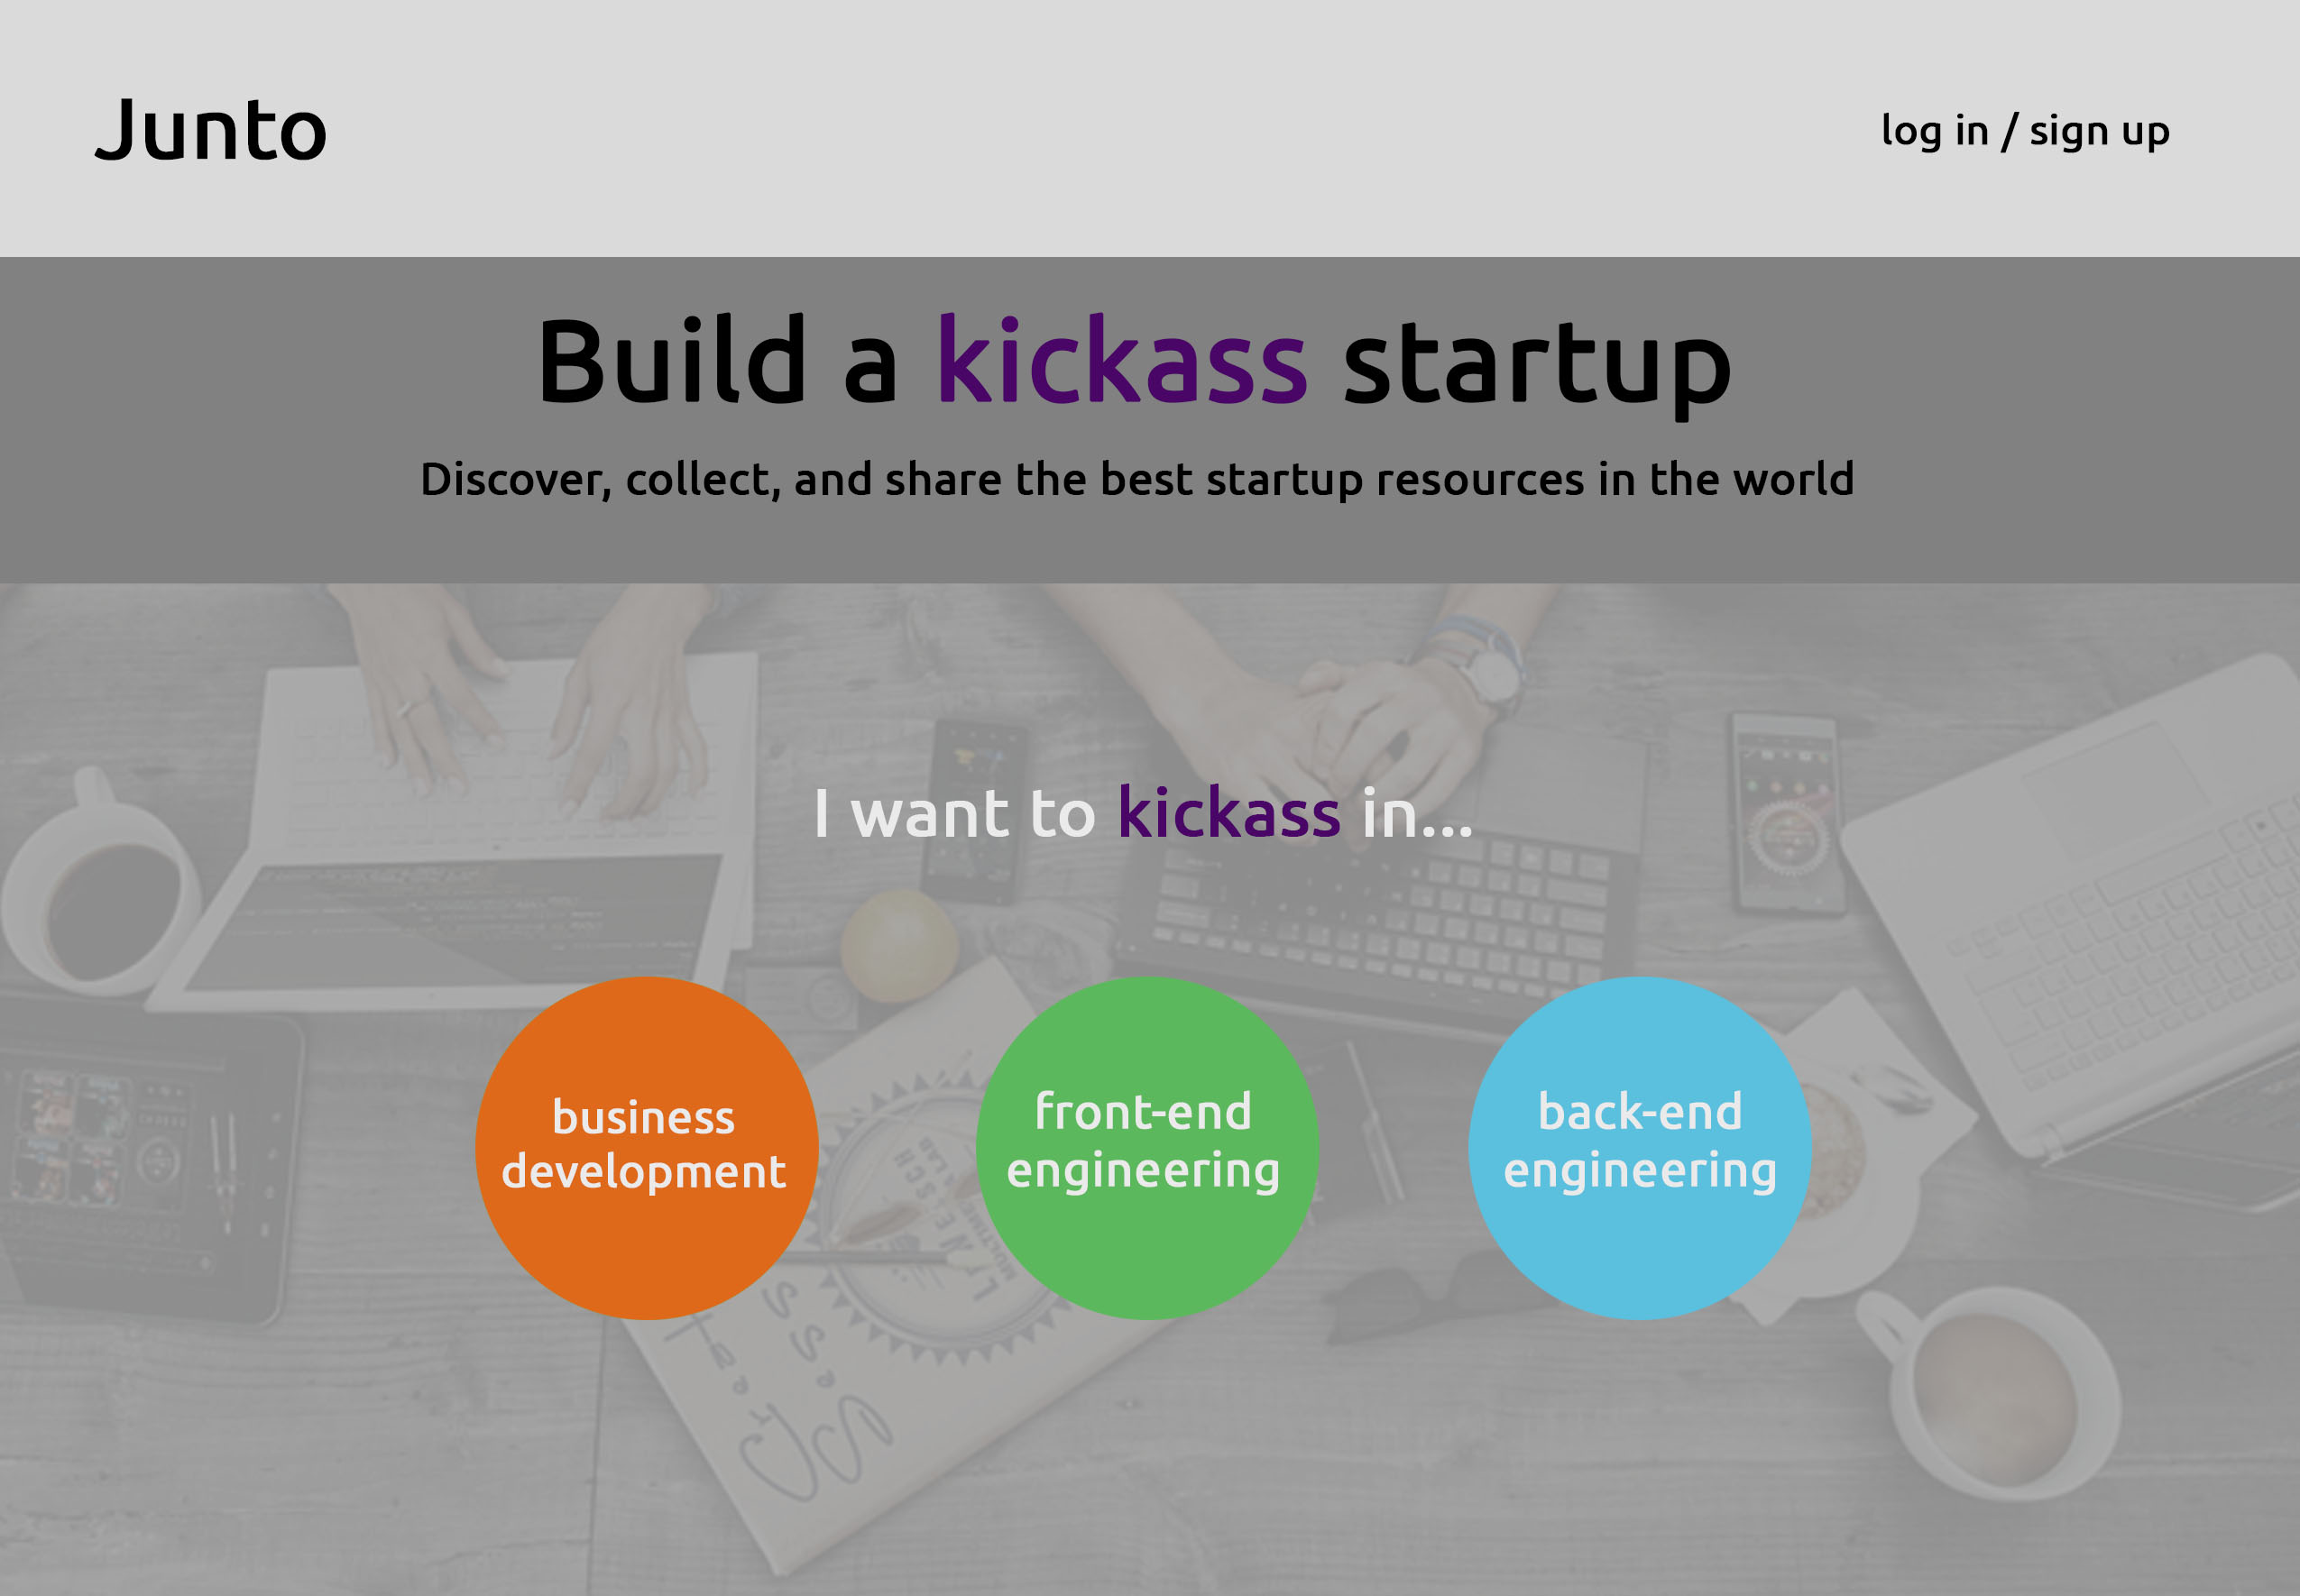 Junto
log in / sign up
Build a kickass startup
Discover, collect, and share the best startup resources in the world
I want to kickass in...
business
development
front-end
engineering
back-end
engineering